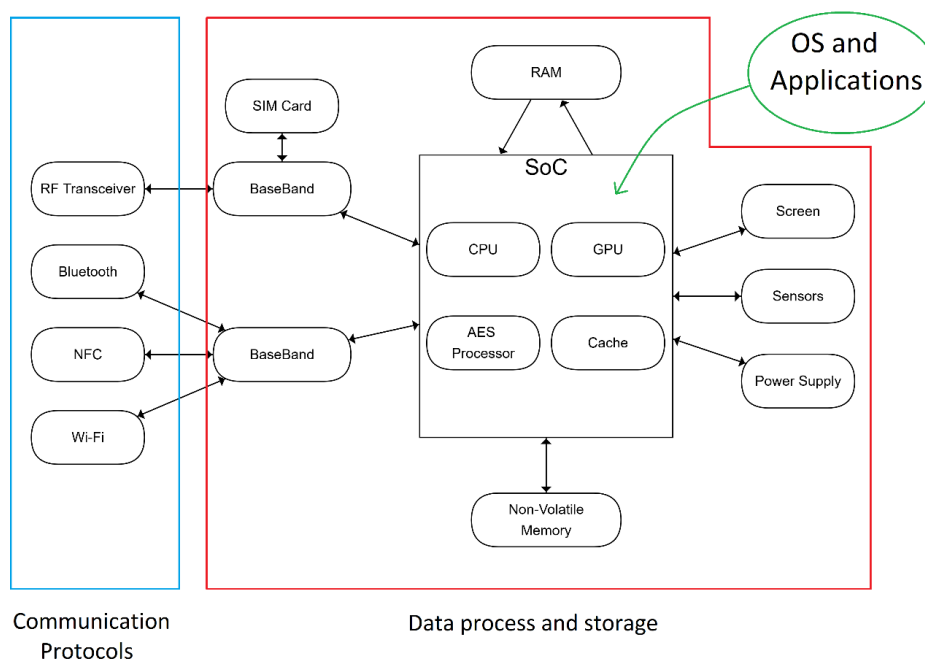 OS and
Applications
RAM
SIM Card
SoC
RF Transceiver
BaseBand
Screen
CPU
GPU
Bluetooth
Sensors
NFC
BaseBand
AES
Processor
Cache
Power Supply
Wi-Fi
Non-Volatile
Memory
Communication
Protocols
Data process and storage